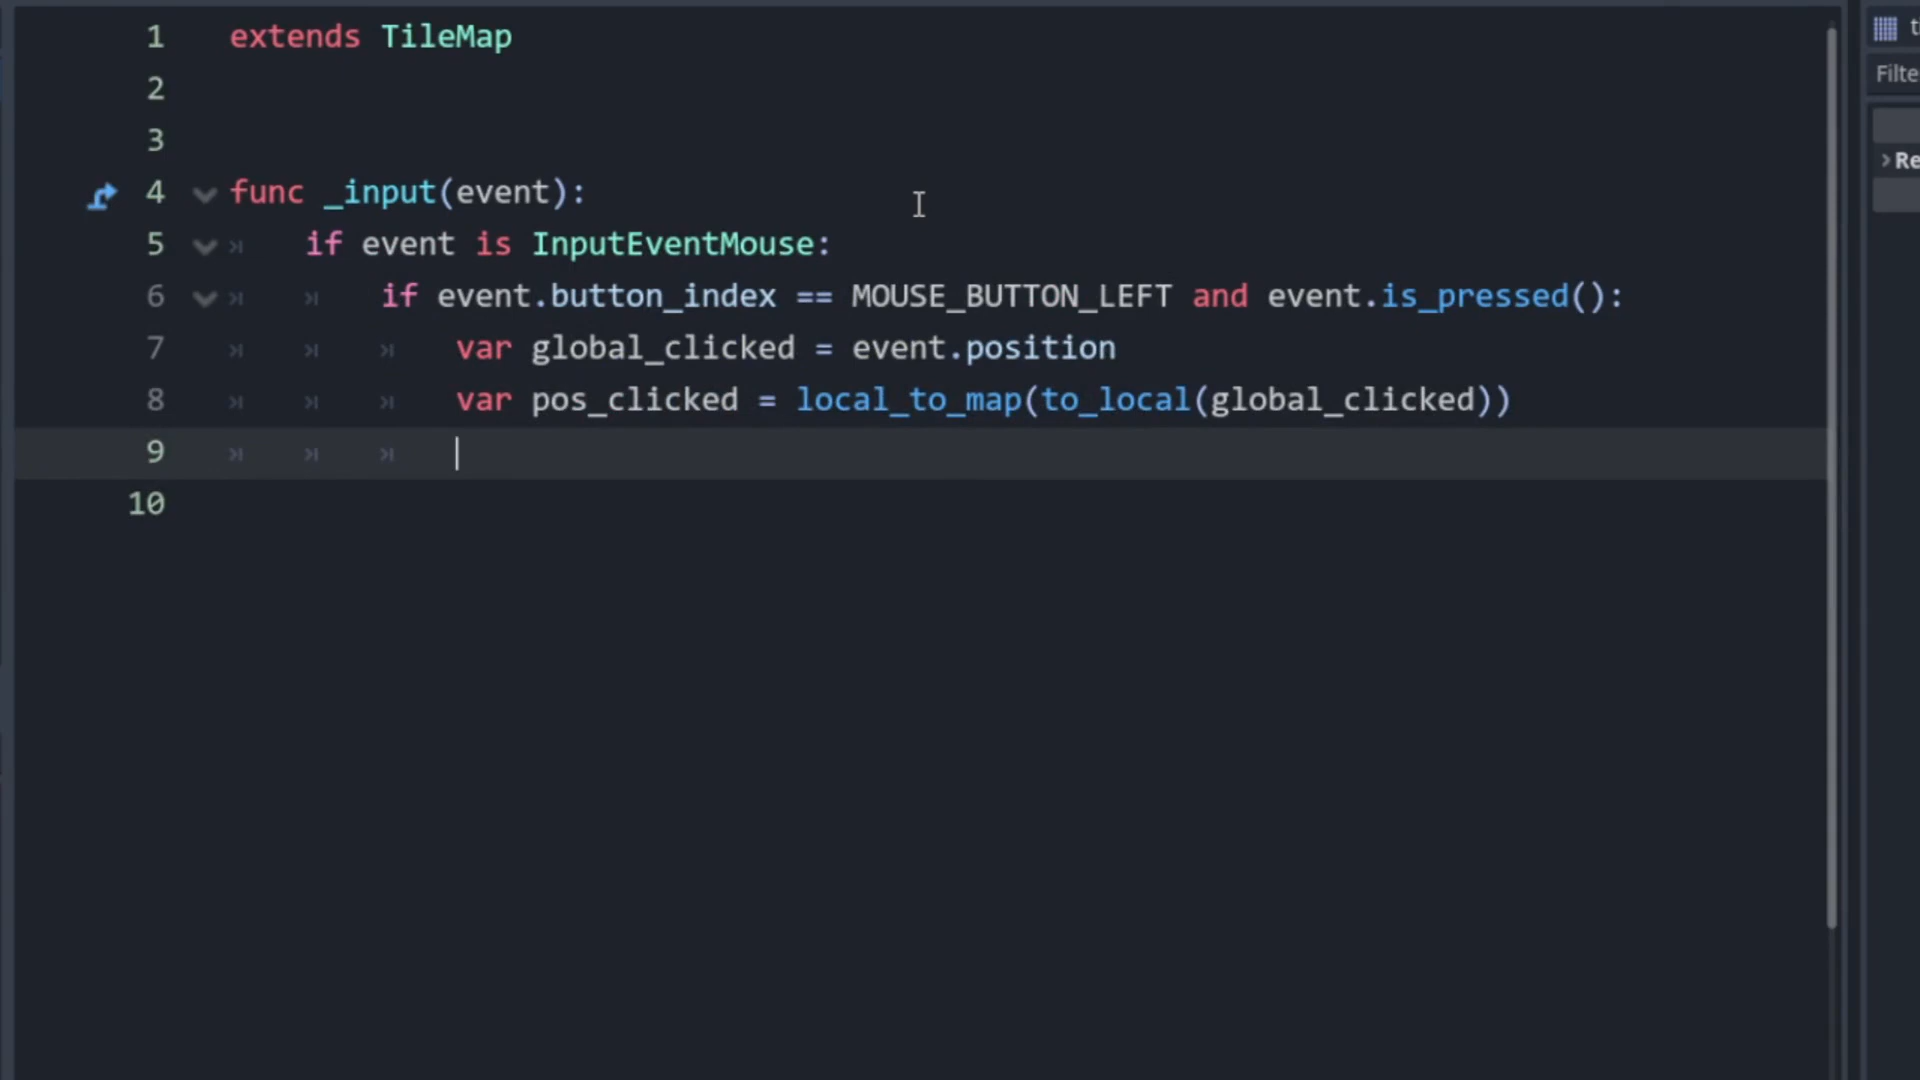 1 extends TileMap
2
3
4 func _input(event):
5 if event is InputEventMouse:
6 if event.button_index == MOUSE_BUTTON_LEFT and event.is_pressed():
7 var global_clicked = event.position
8 var pos_clicked = local_to_map(to_local(global_clicked))
9
10
Filte
Re